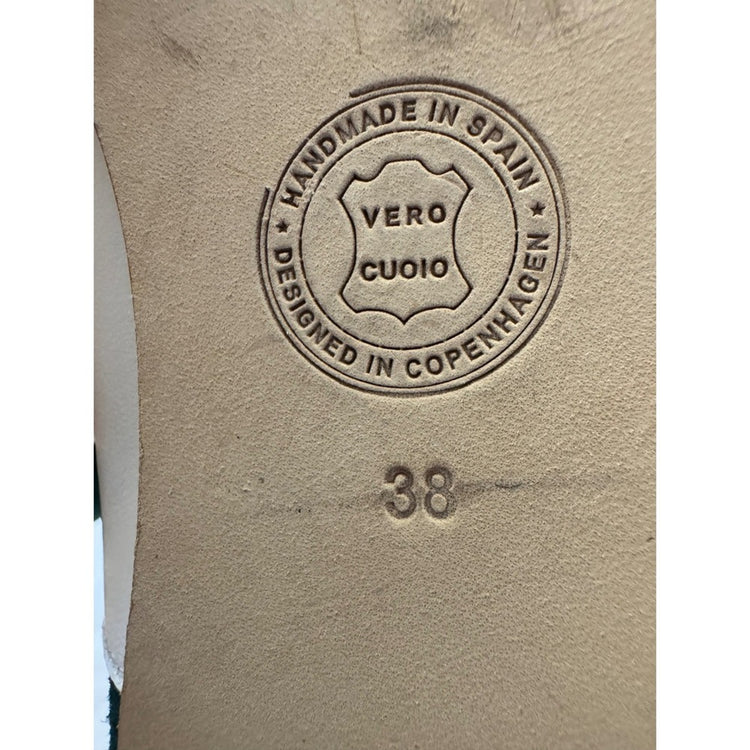 HANDMADE IN SPAIN
VERO
CUOIO
DESIGNED IN COPENHAGEN
38